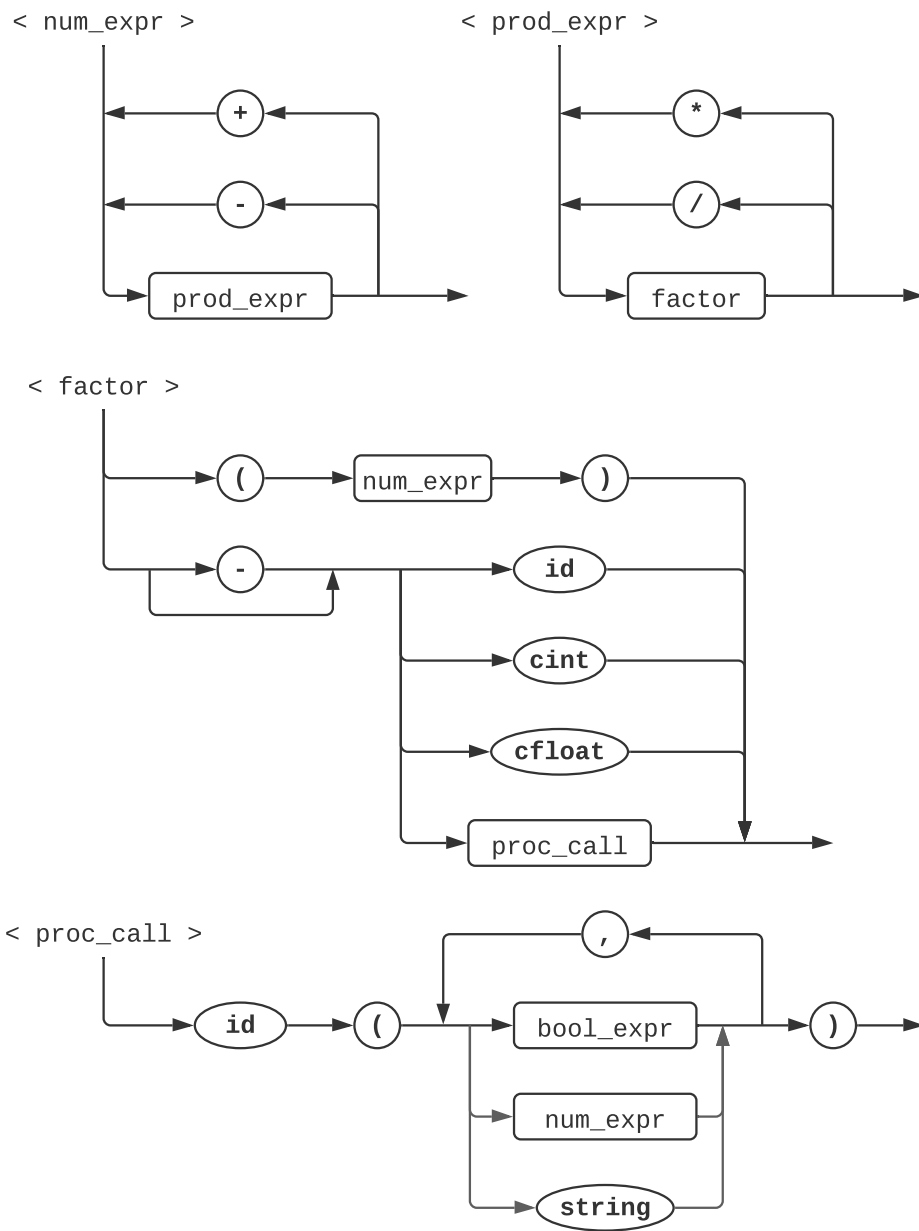 < num_expr > < prod_expr >
+ *
- /
prod_expr factor
< factor >
( num_expr )
- id
cint
cfloat
proc_call
< proc_call >
,
id ( bool_expr )
num_expr
string